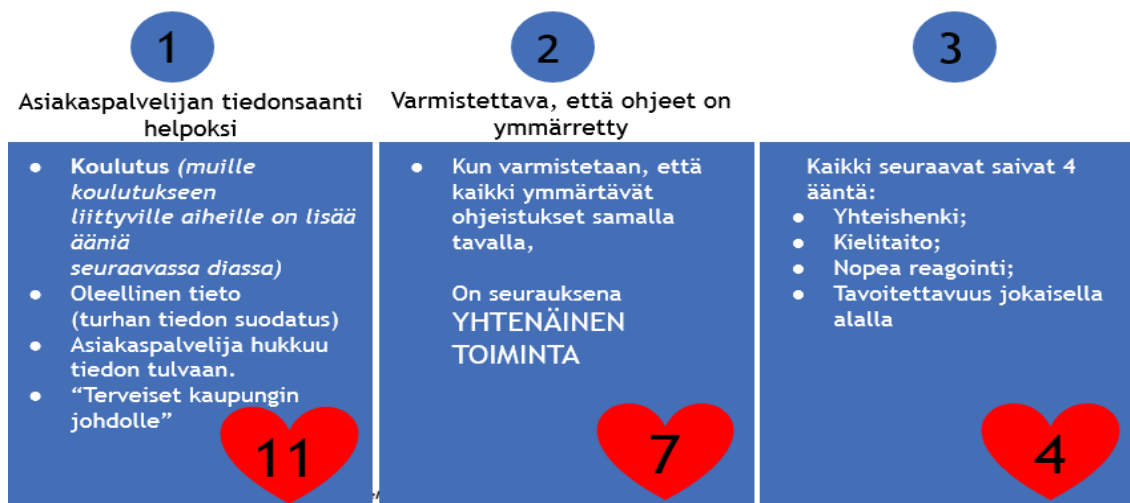 1
Asiakaspalvelijan tiedonsaanti
helpoksi
● Koulutus (muille
koulutukseen
liittyville aiheille on lisää
ääniä
seuraavassa diassa)
● Oleellinen tieto
(turhan tiedon suodatus)
● Asiakaspalvelija hukkuu
tiedon tulvaan.
● “Terveiset kaupungin
johdolle”
11
2
Varmistettava, että ohjeet on
ymmärretty
● Kun varmistetaan, että
kaikki ymmärtävät
ohjeistukset samalla
tavalla,
On seurauksena
YHTENÄINEN
TOIMINTA
7
3
Kaikki seuraavat saivat 4
ääntä:
● Yhteishenki;
● Kielitaito;
● Nopea reagointi;
● Tavoitettavuus jokaisella
alalla
4